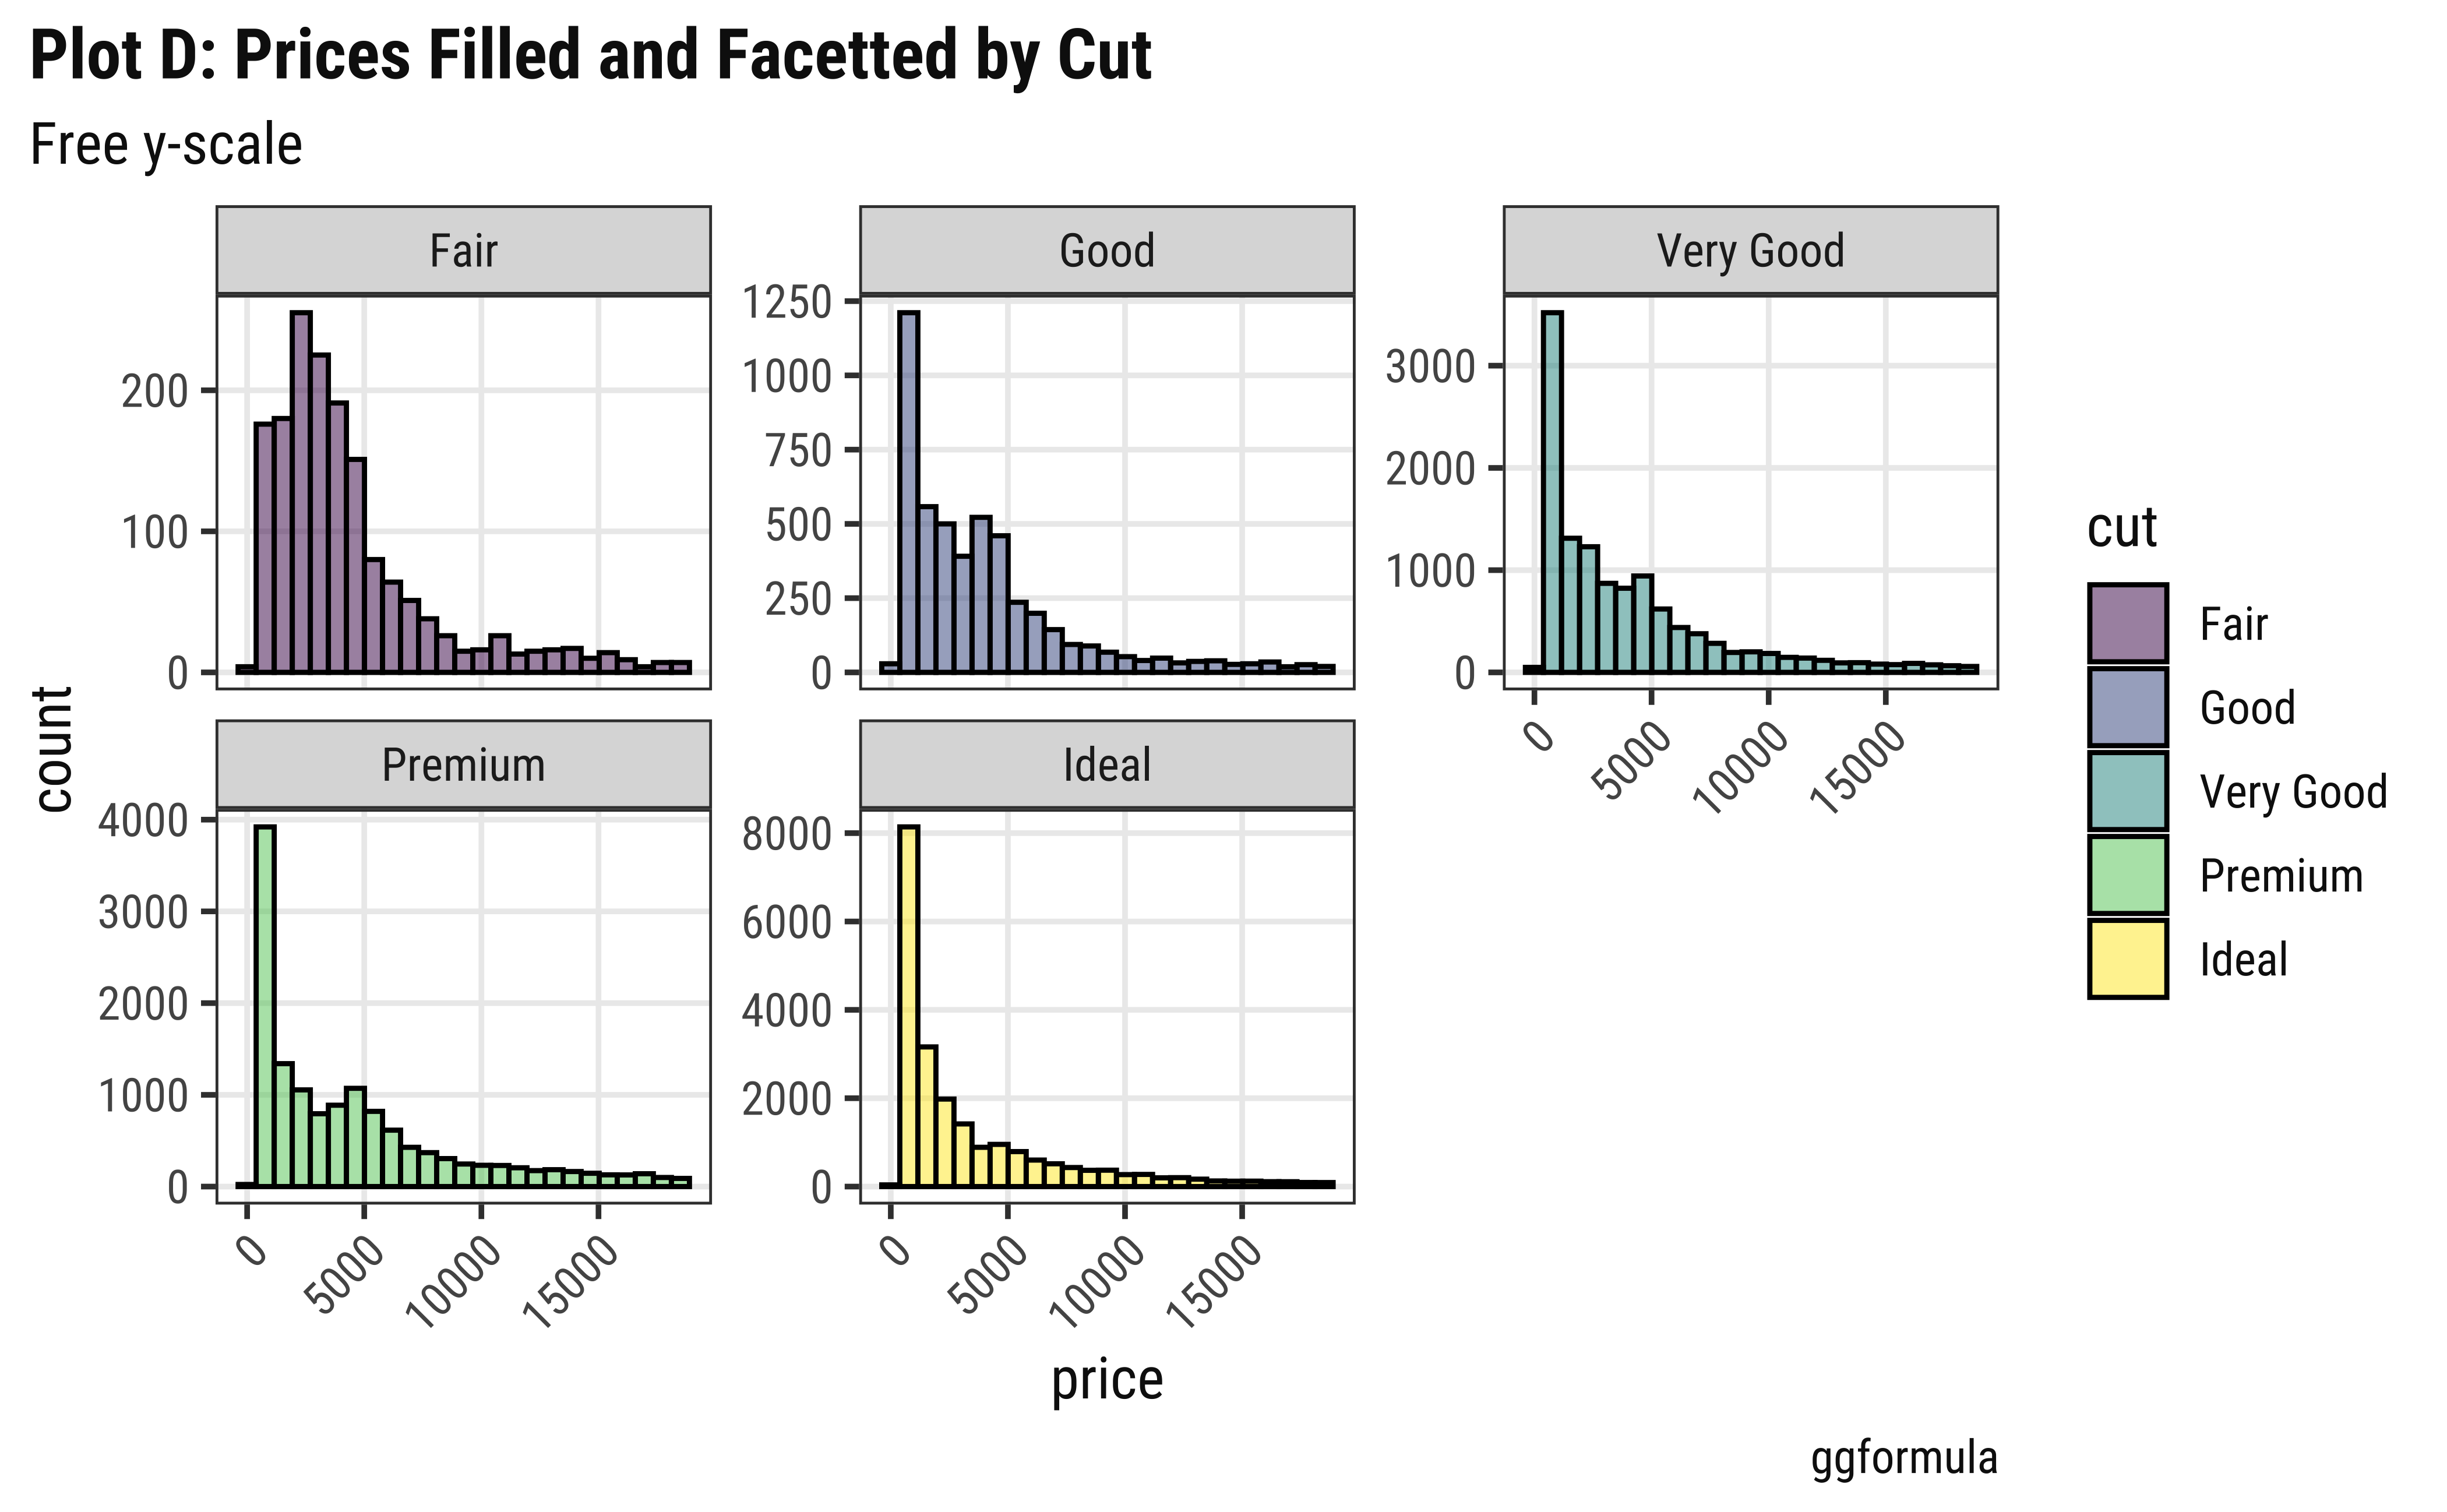 Plot D: Prices Filled and Facetted by Cut
Free y-scale
Fair
Good
Very Good
200
100
0
1250
1000
750
500
250
0
3000
2000
1000
0
0
5000
10000
15000
Premium
Ideal
4000
3000
2000
1000
0
0
5000
10000
15000
8000
6000
4000
2000
0
0
5000
10000
15000
count
price
cut
Fair
Good
Very Good
Premium
Ideal
ggformula